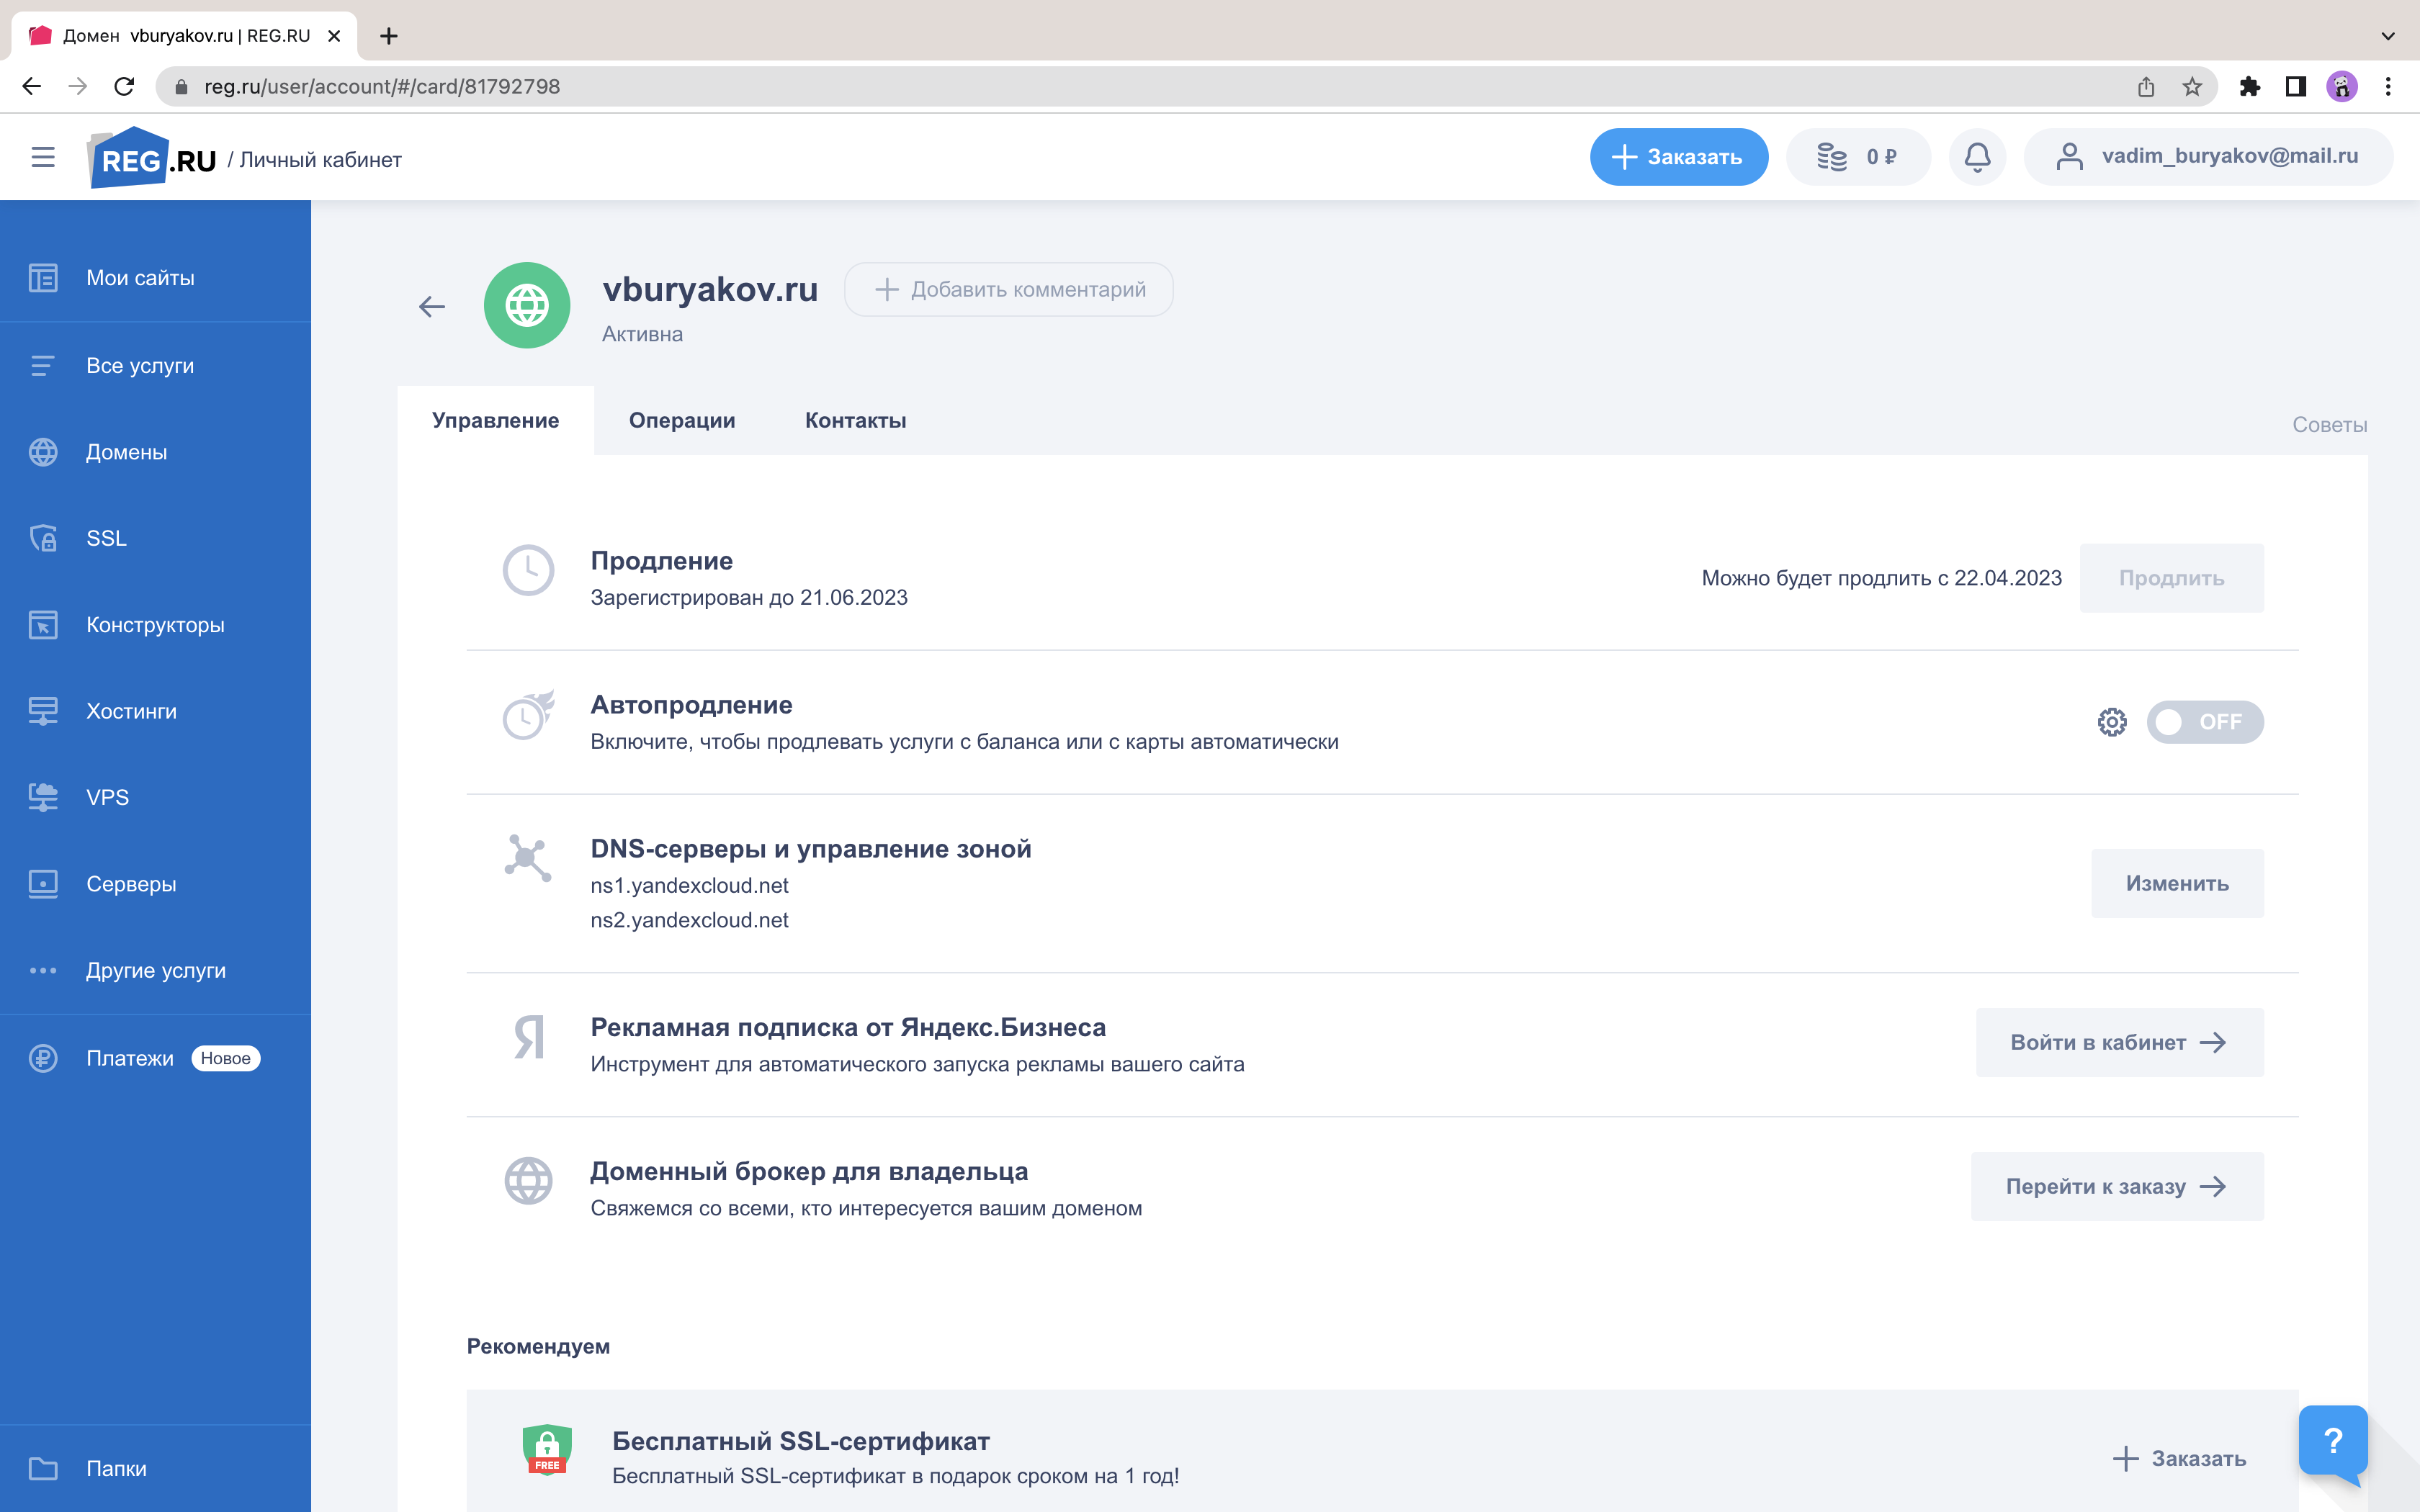 Домен vburyakov.ru | REG.RU
reg.ru/user/account/#/card/81792798
REG.RU / Личный кабинет
Заказать
0 ₽
vadim_buryakov@mail.ru
Мои сайты
Все услуги
Домены
SSL
Конструкторы
Хостинги
VPS
Серверы
Другие услуги
Платежи Новое
Папки
vburyakov.ru
Добавить комментарий
Активна
Управление
Операции
Контакты
Советы
Продление
Зарегистрирован до 21.06.2023
Можно будет продлить с 22.04.2023
Продлить
Автопродление
Включите, чтобы продлевать услуги с баланса или с карты автоматически
OFF
DNS-серверы и управление зоной
ns1.yandexcloud.net
ns2.yandexcloud.net
Изменить
Я
Рекламная подписка от Яндекс.Бизнеса
Инструмент для автоматического запуска рекламы вашего сайта
Войти в кабинет
Доменный брокер для владельца
Свяжемся со всеми, кто интересуется вашим доменом
Перейти к заказу
Рекомендуем
FREE
Бесплатный SSL-сертификат
Бесплатный SSL-сертификат в подарок сроком на 1 год!
Заказать
?